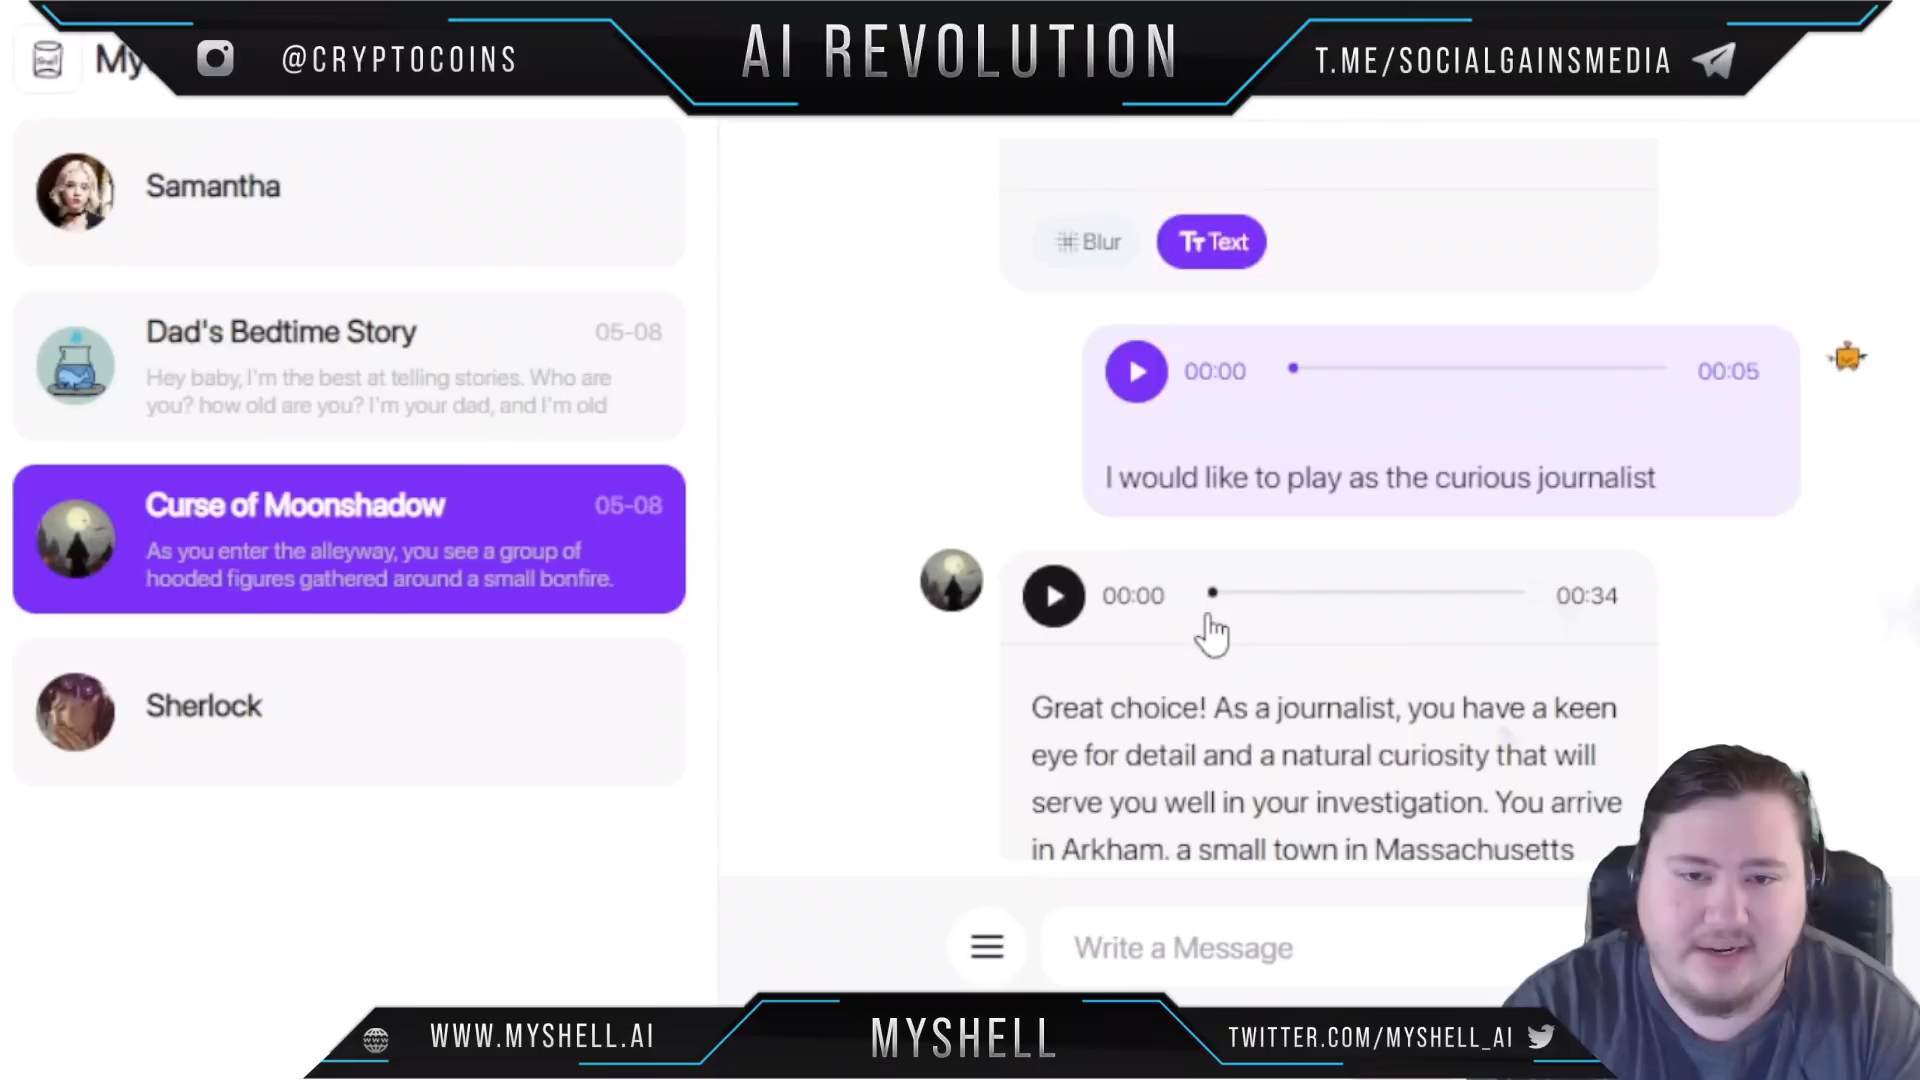 My
@CRYPTOCOINS
AI REVOLUTION
T.ME/SOCIALGAINSMEDIA
Samantha
Dad's Bedtime Story
05-08
Hey baby, I'm the best at telling stories. Who are
you? how old are you? I'm your dad, and I'm old
Curse of Moonshadow
05-08
As you enter the alleyway, you see a group of
hooded figures gathered around a small bonfire.
Sherlock
Blur
Text
00:00
00:05
I would like to play as the curious journalist
00:00
00:34
Great choice! As a journalist, you have a keen
eye for detail and a natural curiosity that will
serve you well in your investigation. You arrive
in Arkham, a small town in Massachusetts
Write a Message
WWW.MYSHELL.AI
MYSHELL
TWITTER.COM/MYSHELL_AI